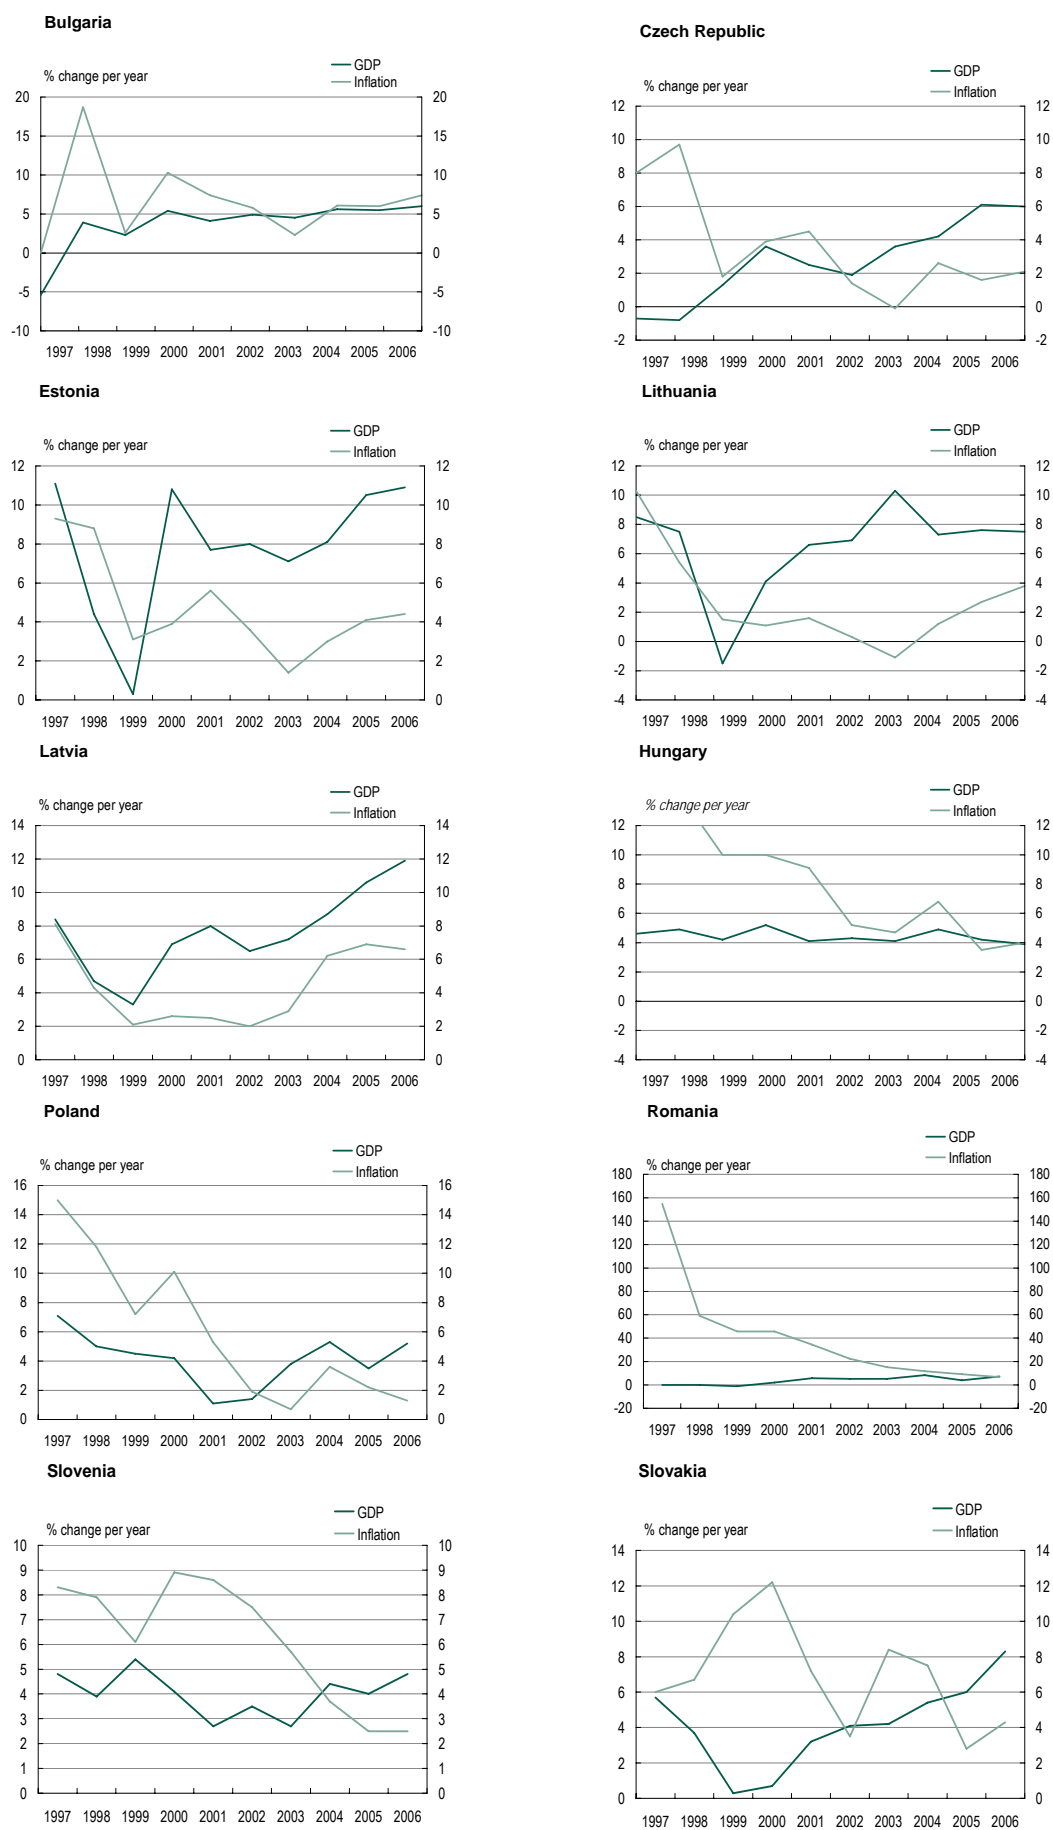 Bulgaria
% change per year
GDP
Inflation
20 20
15 15
10 10
5 5
0 0
-5 -5
-10 -10
1997 1998 1999 2000 2001 2002 2003 2004 2005 2006
Czech Republic
% change per year
GDP
Inflation
12 12
10 10
8 8
6 6
4 4
2 2
0 0
-2 -2
1997 1998 1999 2000 2001 2002 2003 2004 2005 2006
Estonia
% change per year
GDP
Inflation
12 12
10 10
8 8
6 6
4 4
2 2
0 0
1997 1998 1999 2000 2001 2002 2003 2004 2005 2006
Lithuania
% change per year
GDP
Inflation
12 12
10 10
8 8
6 6
4 4
2 2
0 0
-2 -2
-4 -4
1997 1998 1999 2000 2001 2002 2003 2004 2005 2006
Latvia
% change per year
GDP
Inflation
14 14
12 12
10 10
8 8
6 6
4 4
2 2
0 0
1997 1998 1999 2000 2001 2002 2003 2004 2005 2006
Hungary
% change per year
GDP
Inflation
12 12
10 10
8 8
6 6
4 4
2 2
0 0
-2 -2
-4 -4
1997 1998 1999 2000 2001 2002 2003 2004 2005 2006
Poland
% change per year
GDP
Inflation
16 16
14 14
12 12
10 10
8 8
6 6
4 4
2 2
0 0
1997 1998 1999 2000 2001 2002 2003 2004 2005 2006
Romania
% change per year
GDP
Inflation
180 180
160 160
140 140
120 120
100 100
80 80
60 60
40 40
20 20
0 0
-20 -20
1997 1998 1999 2000 2001 2002 2003 2004 2005 2006
Slovenia
% change per year
GDP
Inflation
10 10
9 9
8 8
7 7
6 6
5 5
4 4
3 3
2 2
1 1
0 0
1997 1998 1999 2000 2001 2002 2003 2004 2005 2006
Slovakia
% change per year
GDP
Inflation
14 14
12 12
10 10
8 8
6 6
4 4
2 2
0 0
1997 1998 1999 2000 2001 2002 2003 2004 2005 2006